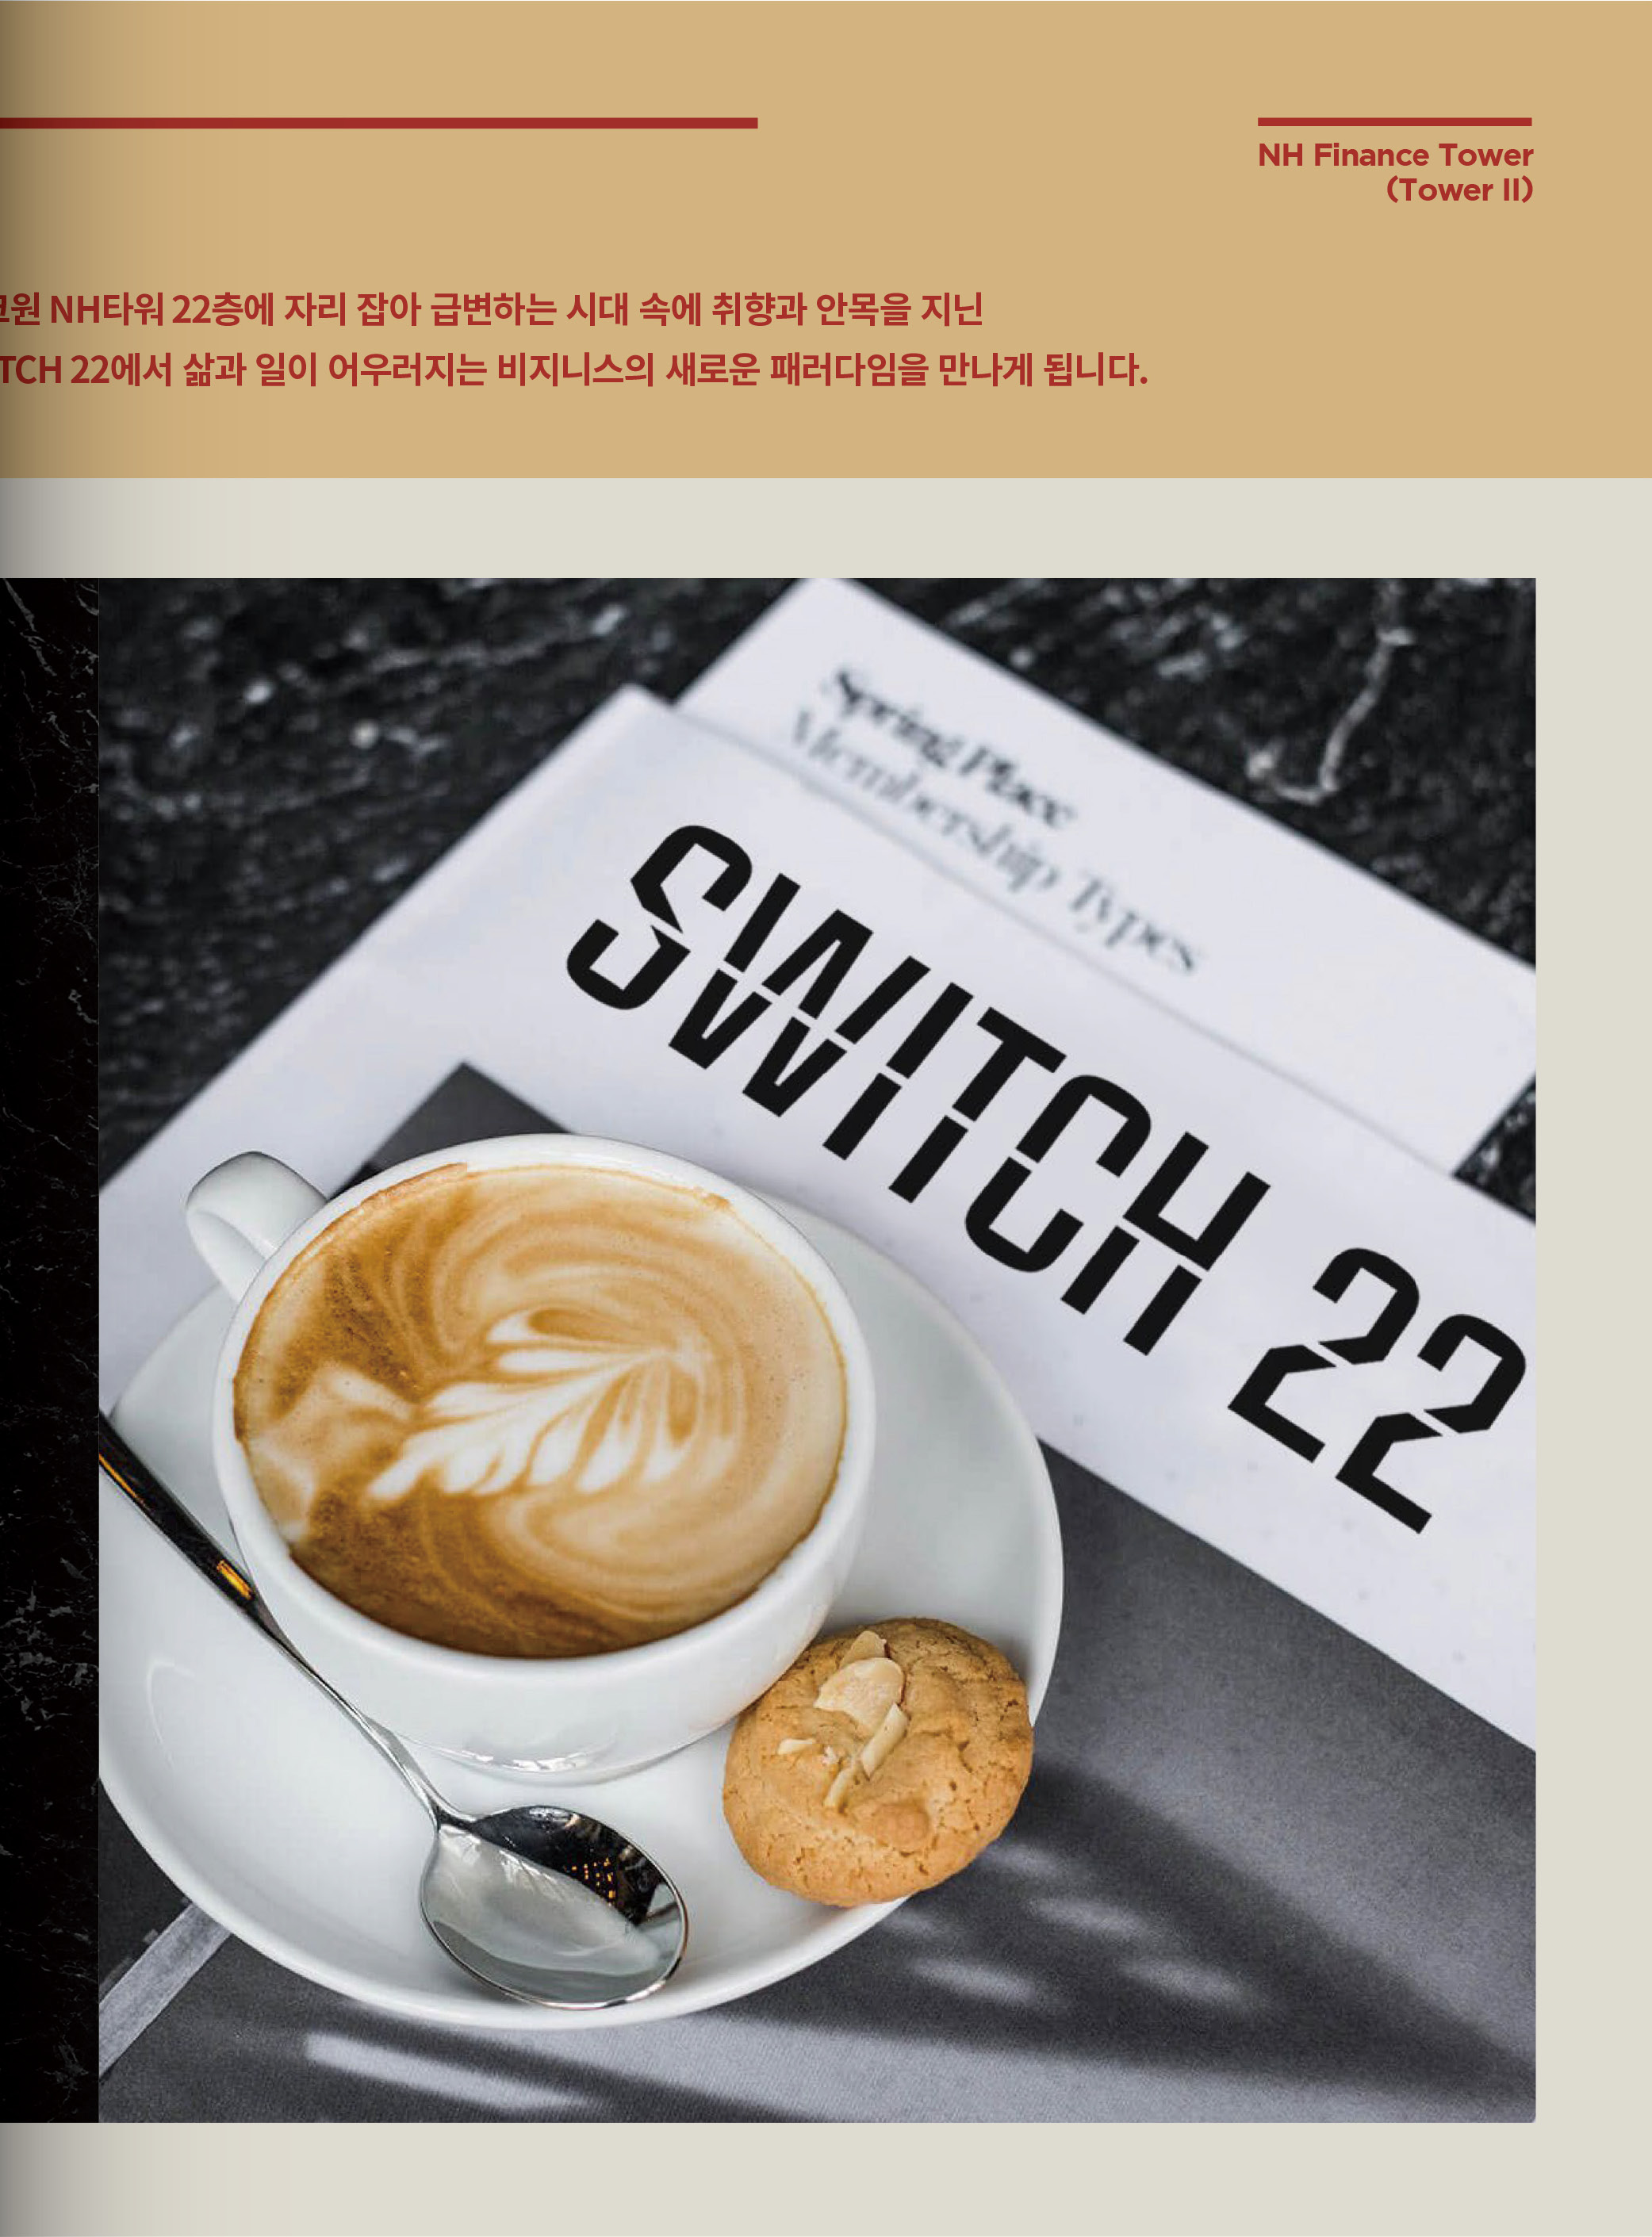 NH Finance Tower
(Tower II)
크원 NH타워 22층에 자리 잡아 급변하는 시대 속에 취향과 안목을 지닌
TCH 22에서 삶과 일이 어우러지는 비지니스의 새로운 패러다임을 만나게 됩니다.
Spring Place
Membership Types
SWITCH 22